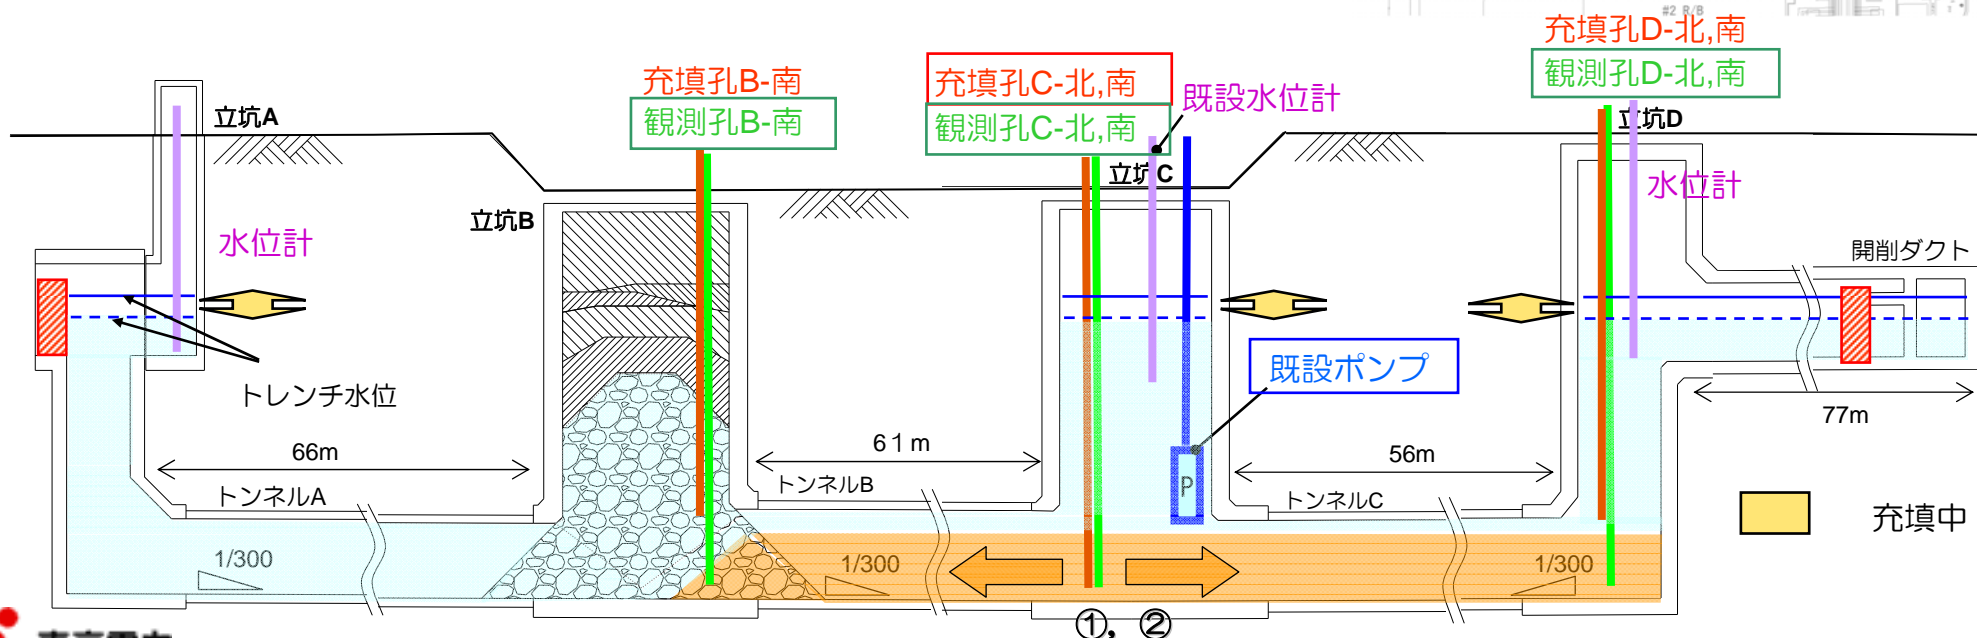 #2 R/B
充填孔D-北,南
観測孔D-北,南
充填孔B-南
観測孔B-南
充填孔C-北,南
観測孔C-北,南
既設水位計
立坑A
立坑D
立坑C
水位計
立坑B
水位計
開削ダクト
既設ポンプ
トレンチ水位
77m
66m
61m
56m
トンネルA
トンネルB
トンネルC
P
充填中
1/300
1/300
1/300
①, ②